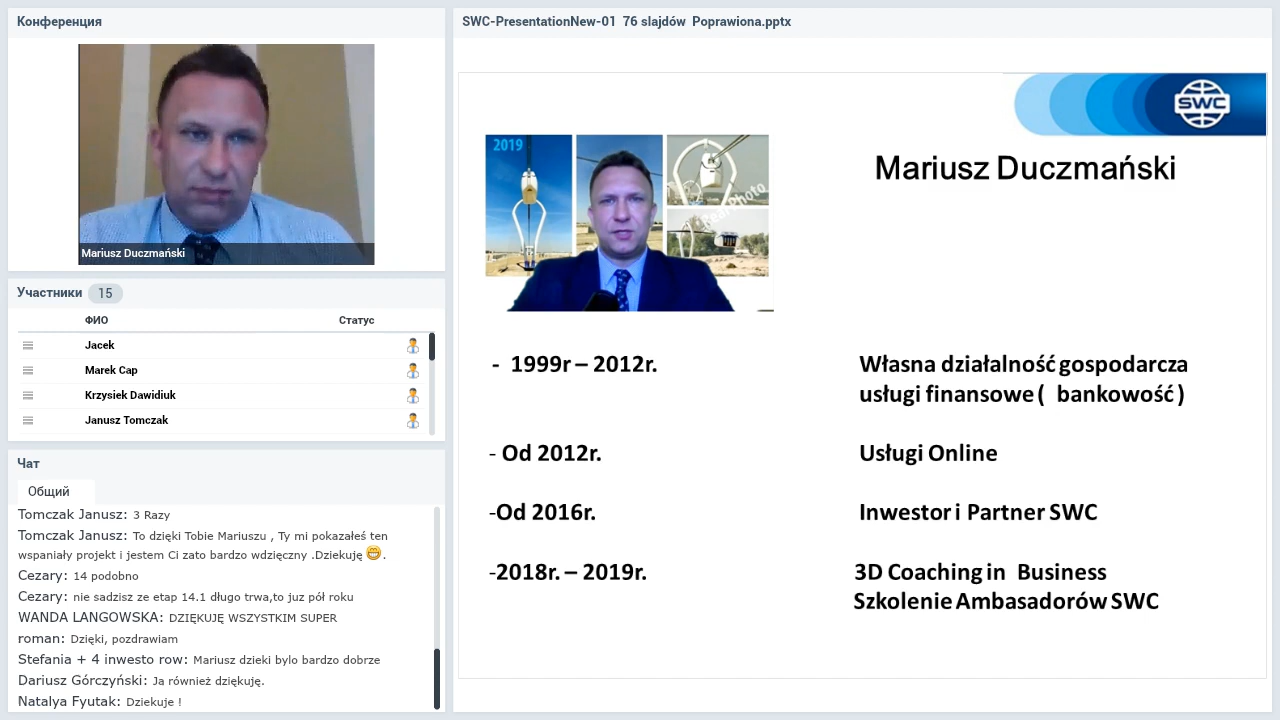 Конференция
Mariusz Duczmański
Участники 15
ФИО Статус
Jacek
Marek Cap
Krzysiek Dawidiuk
Janusz Tomczak
Чат
Общий
Tomczak Janusz: 3 Razy
Tomczak Janusz: To dzięki Tobie Mariuszu , Ty mi pokazałeś ten
wspaniały projekt i jestem Ci zato bardzo wdzięczny .Dziekuję 😁.
Cezary: 14 podobno
Cezary: nie sadzisz ze etap 14.1 długo trwa,to juz pół roku
WANDA LANGOWSKA: DZIĘKUJĘ WSZYSTKIM SUPER
roman: Dzięki, pozdrawiam
Stefania + 4 inwesto row: Mariusz dzieki bylo bardzo dobrze
Dariusz Górczyński: Ja również dziękuję.
Natalya Fyutak: Dziekuje !
SWC-PresentationNew-01 76 slajdów Poprawiona.pptx
SWC
2019
RealPhoto
Mariusz Duczmański
- 1999r – 2012r. Własna działalność gospodarcza
usługi finansowe ( bankowość )
- Od 2012r. Usługi Online
-Od 2016r. Inwestor i Partner SWC
-2018r. – 2019r. 3D Coaching in Business
Szkolenie Ambasadorów SWC